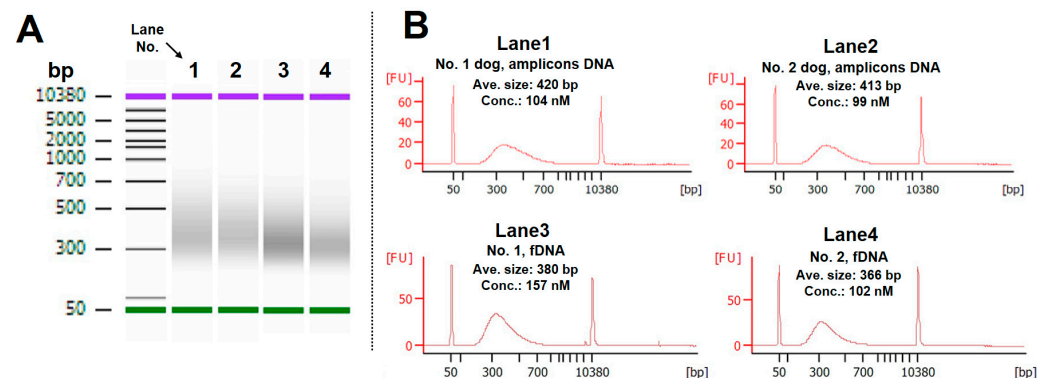 A
Lane
No.
bp
1 2 3 4
10380
5000
2000
1000
700
500
300
50
B
Lane1
No. 1 dog, amplicons DNA
Ave. size: 420 bp
Conc.: 104 nM
[FU]
60
40
20
0
50 300 700 10380 [bp]
Lane2
No. 2 dog, amplicons DNA
Ave. size: 413 bp
Conc.: 99 nM
[FU]
60
40
20
0
50 300 700 10380 [bp]
Lane3
No. 1, fDNA
Ave. size: 380 bp
Conc.: 157 nM
[FU]
50
0
50 300 700 10380 [bp]
Lane4
No. 2, fDNA
Ave. size: 366 bp
Conc.: 102 nM
[FU]
50
0
50 300 700 10380 [bp]